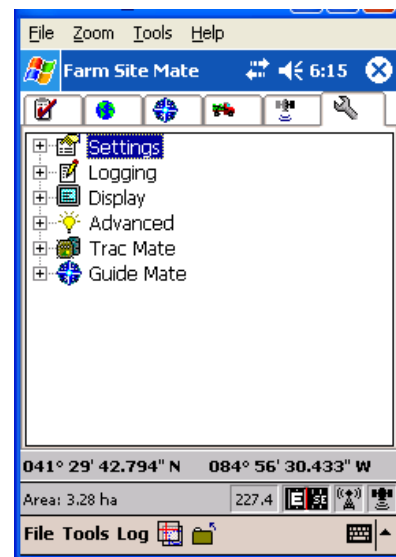 File Zoom Tools Help
Farm Site Mate 6:15
Settings
Logging
Display
Advanced
Trac Mate
Guide Mate
041° 29' 42.794" N 084° 56' 30.433" W
Area: 3.28 ha 227.4 E SE
File Tools Log